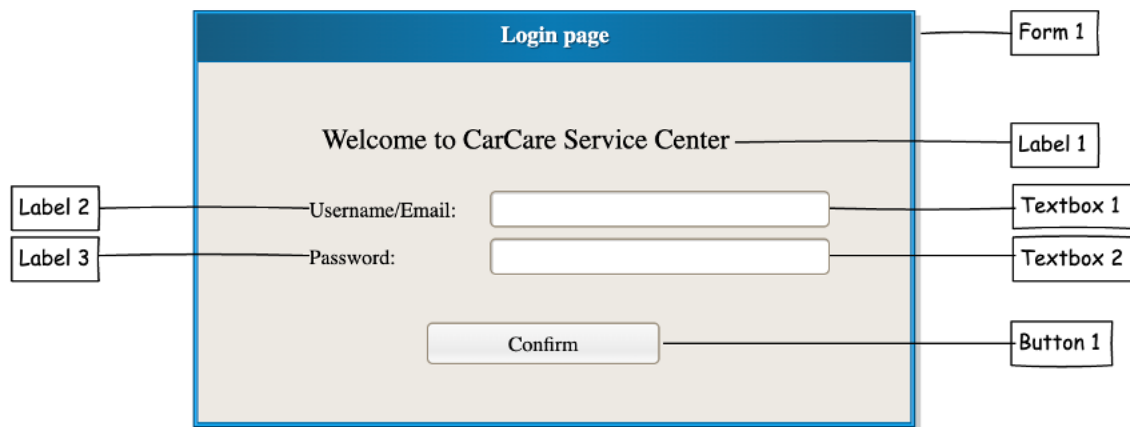 Login page
Form 1
Welcome to CarCare Service Center
Label 1
Label 2
Username/Email:
Textbox 1
Label 3
Password:
Textbox 2
Confirm
Button 1